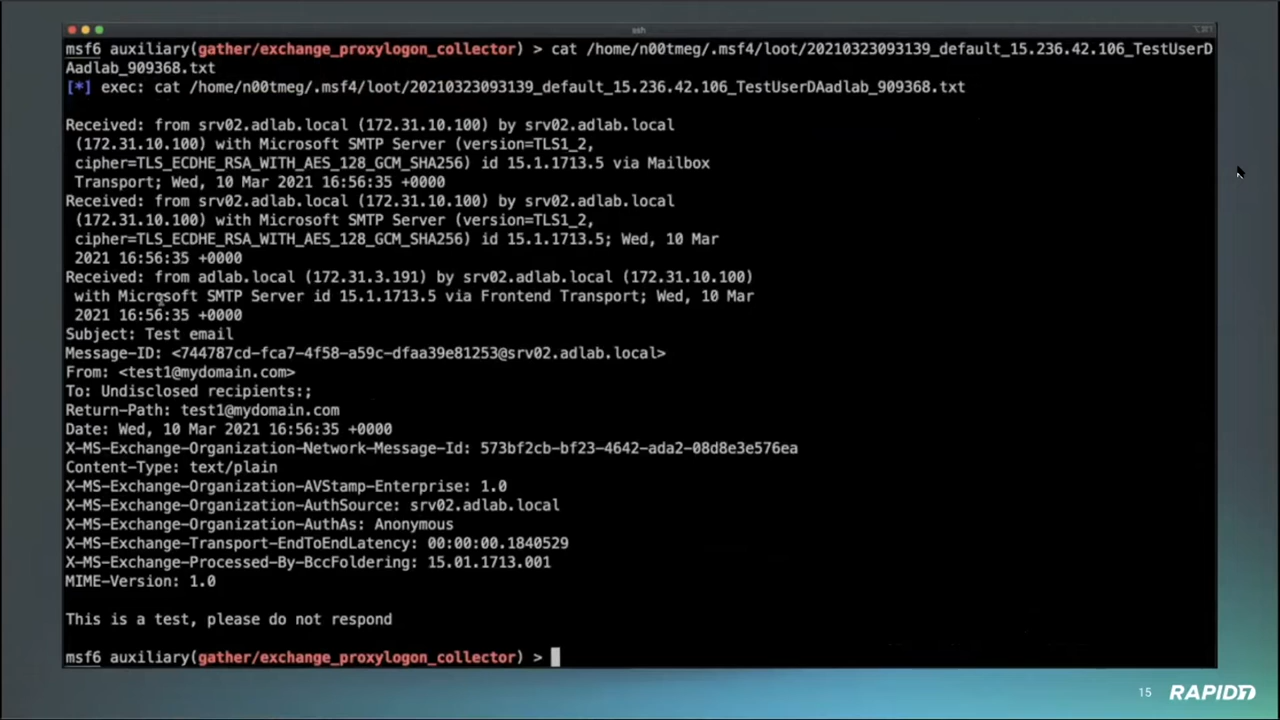 ssh
msf6 auxiliary(gather/exchange_proxylogon_collector) > cat /home/n00tmeg/.msf4/loot/20210323093139_default_15.236.42.106_TestUserD
Aadlab_909368.txt
[*] exec: cat /home/n00tmeg/.msf4/loot/20210323093139_default_15.236.42.106_TestUserDAadlab_909368.txt
Received: from srv02.adlab.local (172.31.10.100) by srv02.adlab.local
(172.31.10.100) with Microsoft SMTP Server (version=TLS1_2,
cipher=TLS_ECDHE_RSA_WITH_AES_128_GCM_SHA256) id 15.1.1713.5 via Mailbox
Transport; Wed, 10 Mar 2021 16:56:35 +0000
Received: from srv02.adlab.local (172.31.10.100) by srv02.adlab.local
(172.31.10.100) with Microsoft SMTP Server (version=TLS1_2,
cipher=TLS_ECDHE_RSA_WITH_AES_128_GCM_SHA256) id 15.1.1713.5; Wed, 10 Mar
2021 16:56:35 +0000
Received: from adlab.local (172.31.3.191) by srv02.adlab.local (172.31.10.100)
with Microsoft SMTP Server id 15.1.1713.5 via Frontend Transport; Wed, 10 Mar
2021 16:56:35 +0000
Subject: Test email
Message-ID: <744787cd-fca7-4f58-a59c-dfaa39e81253@srv02.adlab.local>
From: <test1@mydomain.com>
To: Undisclosed recipients:;
Return-Path: test1@mydomain.com
Date: Wed, 10 Mar 2021 16:56:35 +0000
X-MS-Exchange-Organization-Network-Message-Id: 573bf2cb-bf23-4642-ada2-08d8e3e576ea
Content-Type: text/plain
X-MS-Exchange-Organization-AVStamp-Enterprise: 1.0
X-MS-Exchange-Organization-AuthSource: srv02.adlab.local
X-MS-Exchange-Organization-AuthAs: Anonymous
X-MS-Exchange-Transport-EndToEndLatency: 00:00:00.1840529
X-MS-Exchange-Processed-By-BccFoldering: 15.01.1713.001
MIME-Version: 1.0
This is a test, please do not respond
msf6 auxiliary(gather/exchange_proxylogon_collector) >
15 RAPID7